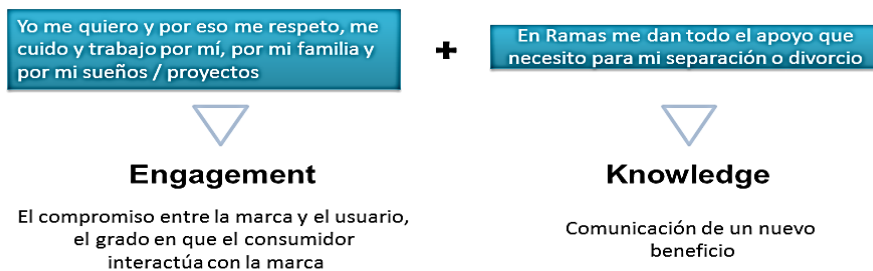 Yo me quiero y por eso me respeto, me
cuido y trabajo por mí, por mi familia y
por mi sueños / proyectos
+
En Ramas me dan todo el apoyo que
necesito para mi separación o divorcio
Engagement
El compromiso entre la marca y el usuario,
el grado en que el consumidor
interactúa con la marca
Knowledge
Comunicación de un nuevo
beneficio